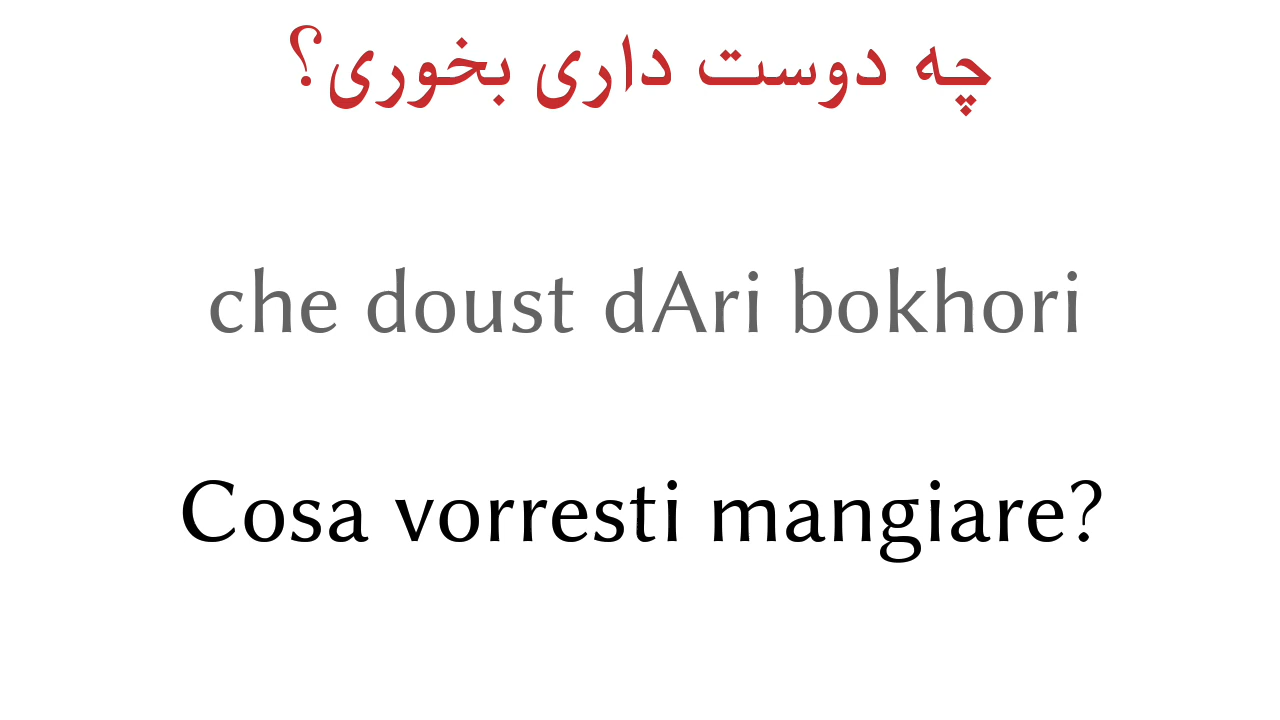 چه دوست داری بخوری؟
che doust dAri bokhori
Cosa vorresti mangiare?